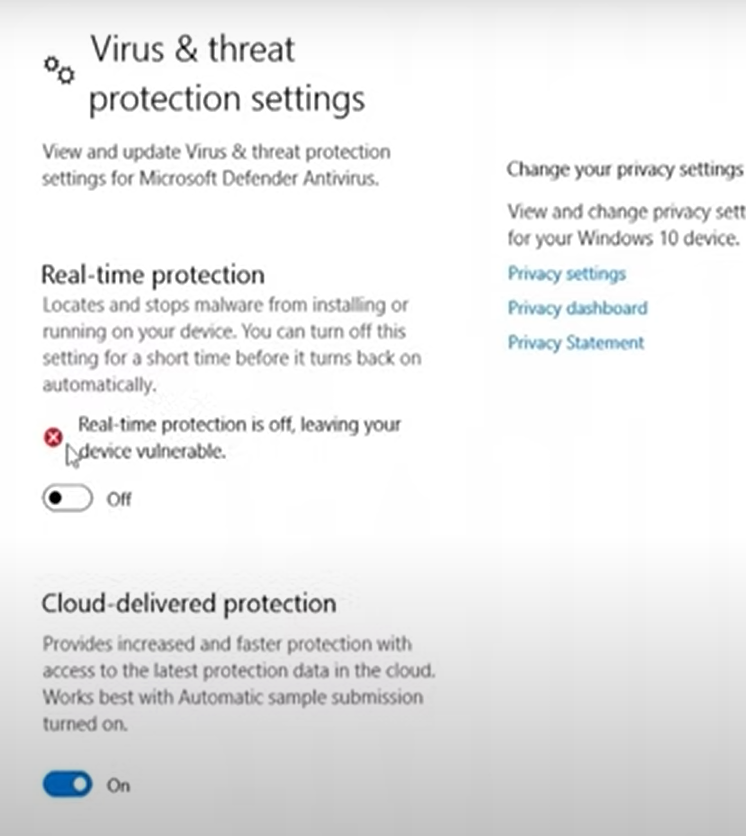 Virus & threat
protection settings
View and update Virus & threat protection
settings for Microsoft Defender Antivirus.
Real-time protection
Locates and stops malware from installing or
running on your device. You can turn off this
setting for a short time before it turns back on
automatically.
Real-time protection is off, leaving your
device vulnerable.
Off
Cloud-delivered protection
Provides increased and faster protection with
access to the latest protection data in the cloud.
Works best with Automatic sample submission
turned on.
On
Change your privacy settings
View and change privacy sett
for your Windows 10 device.
Privacy settings
Privacy dashboard
Privacy Statement